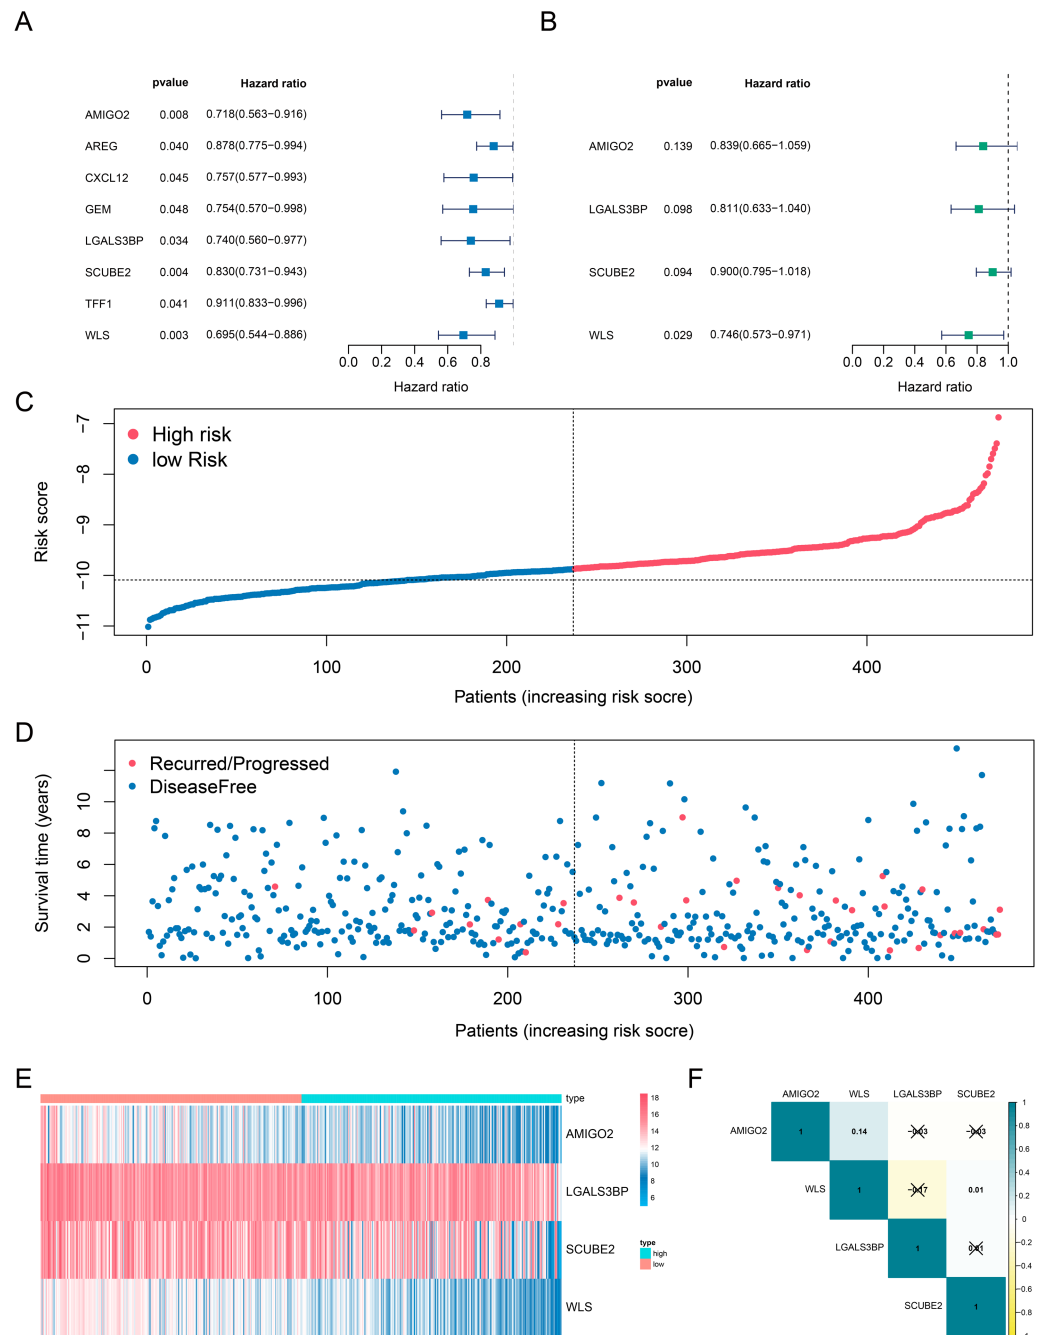 A
pvalue Hazard ratio
AMIGO2 0.008 0.718(0.563−0.916)
AREG 0.040 0.878(0.775−0.994)
CXCL12 0.045 0.757(0.577−0.993)
GEM 0.048 0.754(0.570−0.998)
LGALS3BP 0.034 0.740(0.560−0.977)
SCUBE2 0.004 0.830(0.731−0.943)
TFF1 0.041 0.911(0.833−0.996)
WLS 0.003 0.695(0.544−0.886)
0.0 0.2 0.4 0.6 0.8
Hazard ratio
B
pvalue Hazard ratio
AMIGO2 0.139 0.839(0.665−1.059)
LGALS3BP 0.098 0.811(0.633−1.040)
SCUBE2 0.094 0.900(0.795−1.018)
WLS 0.029 0.746(0.573−0.971)
0.0 0.2 0.4 0.6 0.8 1.0
Hazard ratio
C
High risk
low Risk
Risk score
−7
−8
−9
−10
−11
0 100 200 300 400
Patients (increasing risk socre)
D
Recurred/Progressed
DiseaseFree
Survival time (years)
10
8
6
4
2
0
0 100 200 300 400
Patients (increasing risk socre)
E
type
AMIGO2
LGALS3BP
SCUBE2
WLS
18
16
14
12
10
8
6
type
high
low
F
AMIGO2 WLS LGALS3BP SCUBE2
AMIGO2 1 0.14 −0.03 −0.03
WLS 1 −0.17 0.01
LGALS3BP 1 0.01
SCUBE2 1
1
0.8
0.6
0.4
0.2
0
−0.2
−0.4
−0.6
−0.8